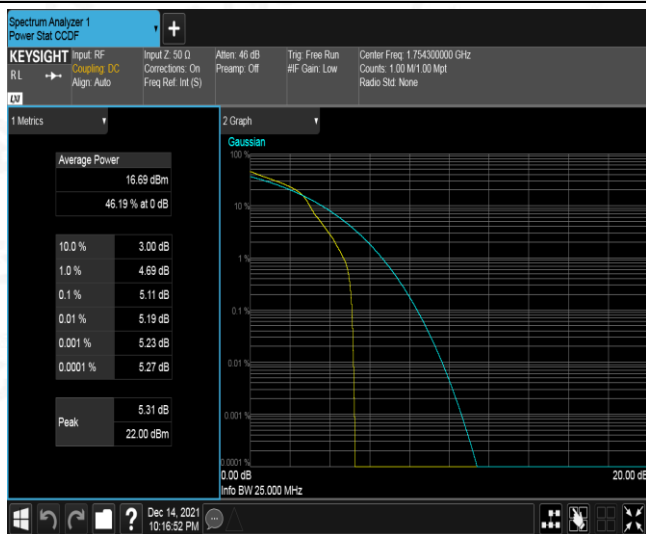 Spectrum Analyzer 1
Power Stat CCDF
+
KEYSIGHT
RL
LXI
Input: RF
Coupling: DC
Align: Auto
Input Z: 50 Ω
Corrections: On
Freq Ref: Int (S)
Atten: 46 dB
Preamp: Off
Trig: Free Run
#IF Gain: Low
Center Freq: 1.754300000 GHz
Counts: 1.00 M/1.00 Mpt
Radio Std: None
1 Metrics
Average Power
16.69 dBm
46.19 % at 0 dB
10.0 % 3.00 dB
1.0 % 4.69 dB
0.1 % 5.11 dB
0.01 % 5.19 dB
0.001 % 5.23 dB
0.0001 % 5.27 dB
Peak
5.31 dB
22.00 dBm
2 Graph
Gaussian
100 %
10 %
1 %
0.1 %
0.01 %
0.001 %
0.0001 %
0.00 dB 20.00 dB
Info BW 25.000 MHz
?
Dec 14, 2021
10:16:52 PM